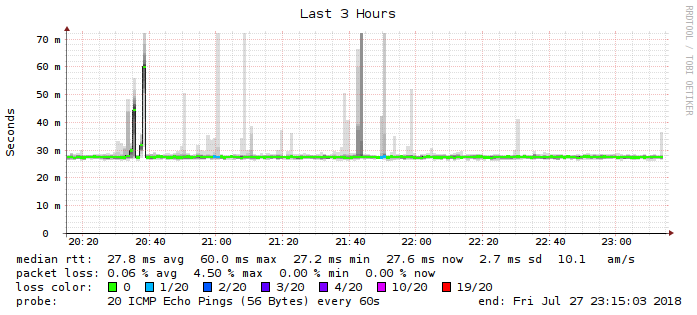 Last 3 Hours
RRDTOOL / TOBI OETIKER
Seconds
70 m
60 m
50 m
40 m
30 m
20 m
10 m
0
20:20 20:40 21:00 21:20 21:40 22:00 22:20 22:40 23:00
median rtt: 27.8 ms avg 60.0 ms max 27.2 ms min 27.6 ms now 2.7 ms sd 10.1 am/s
packet loss: 0.06 % avg 4.50 % max 0.00 % min 0.00 % now
loss color: 0 1/20 2/20 3/20 4/20 10/20 19/20
probe: 20 ICMP Echo Pings (56 Bytes) every 60s end: Fri Jul 27 23:15:03 2018